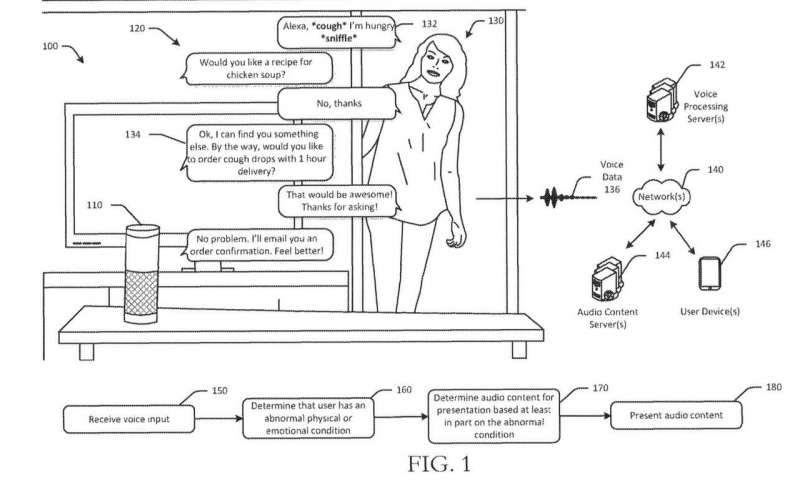 100
120
Alexa, *cough* I'm hungry
*sniffle*
132
130
Would you like a recipe for
chicken soup?
No, thanks
134
Ok, I can find you something
else. By the way, would you like
to order cough drops with 1 hour
delivery?
That would be awesome!
Thanks for asking!
110
No problem. I'll email you an
order confirmation. Feel better!
142
Voice
Processing
Server(s)
Voice
Data
136
140
Network(s)
144
Audio Content
Server(s)
146
User Device(s)
150
Receive voice input
160
Determine that user has an
abnormal physical or
emotional condition
170
Determine audio content for
presentation based at least
in part on the abnormal
condition
180
Present audio content
FIG. 1